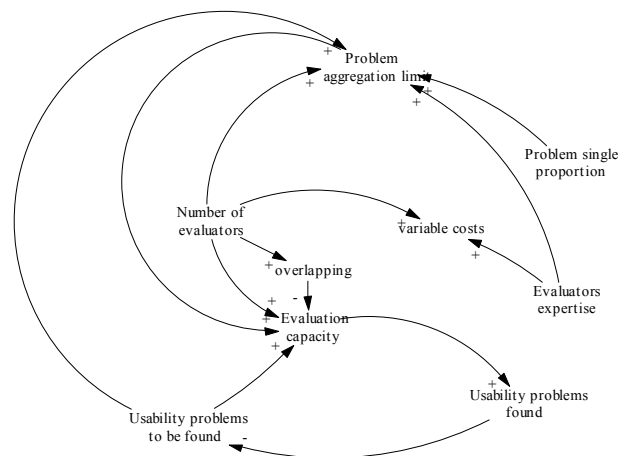 Problem
aggregation limit
Problem single
proportion
Number of
evaluators
variable costs
overlapping
Evaluators
expertise
Evaluation
capacity
Usability problems
found
Usability problems
to be found
+
+
+
+
+
+
+
+
-
+
+
+
-